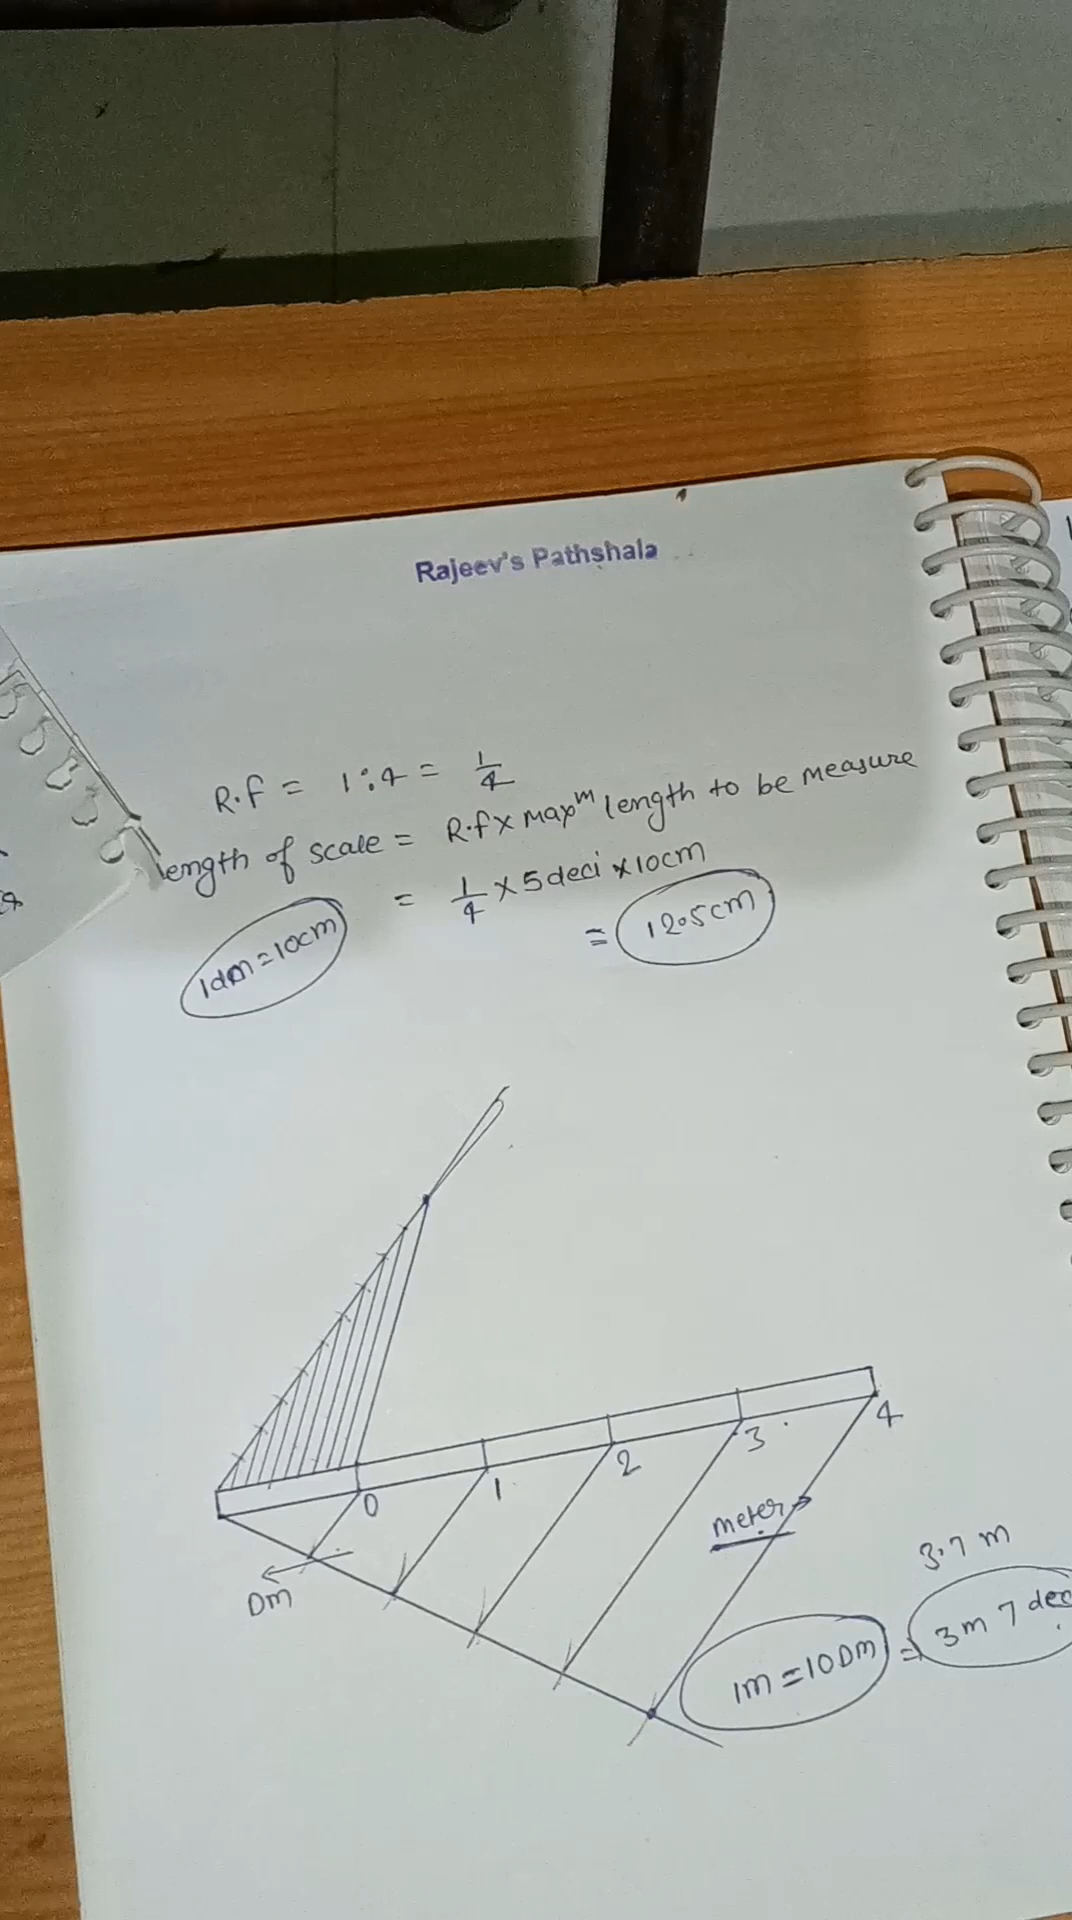 Rajeev's Pathshala
R.f = 1:4 = 1/4
length of scale = R.f x maxm length to be measure
= 1/4 x 5 deci x 10cm
1dm = 10cm
= 12.5cm
0
1
2
3
4
Dm
meter
3.7 m
1m = 10Dm = 3m 7 dec